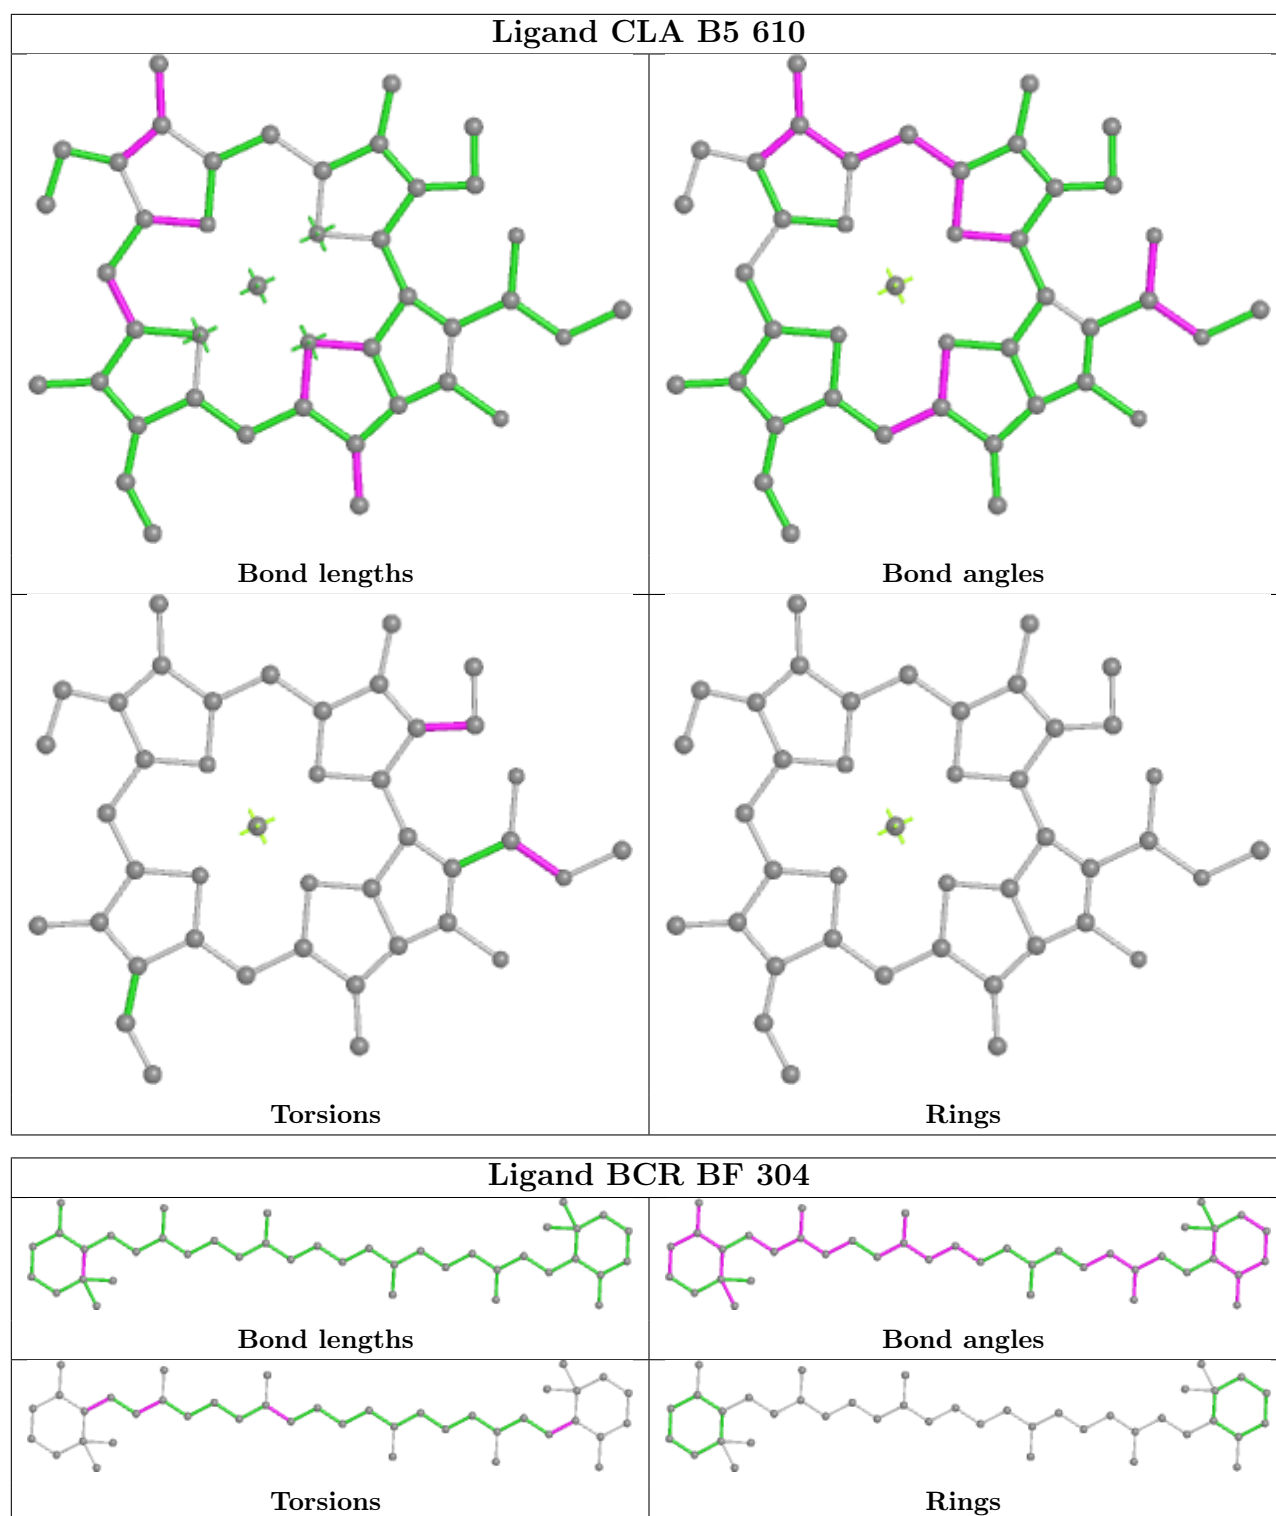 Ligand CLA B5 610
Bond lengths
Bond angles
Torsions
Rings
Ligand BCR BF 304
Bond lengths
Bond angles
Torsions
Rings